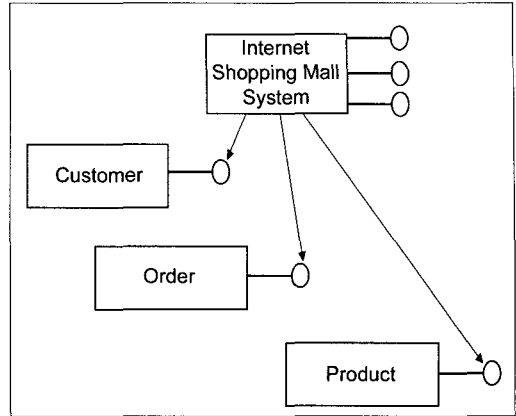 Internet
Shopping Mall
System
Customer
Order
Product